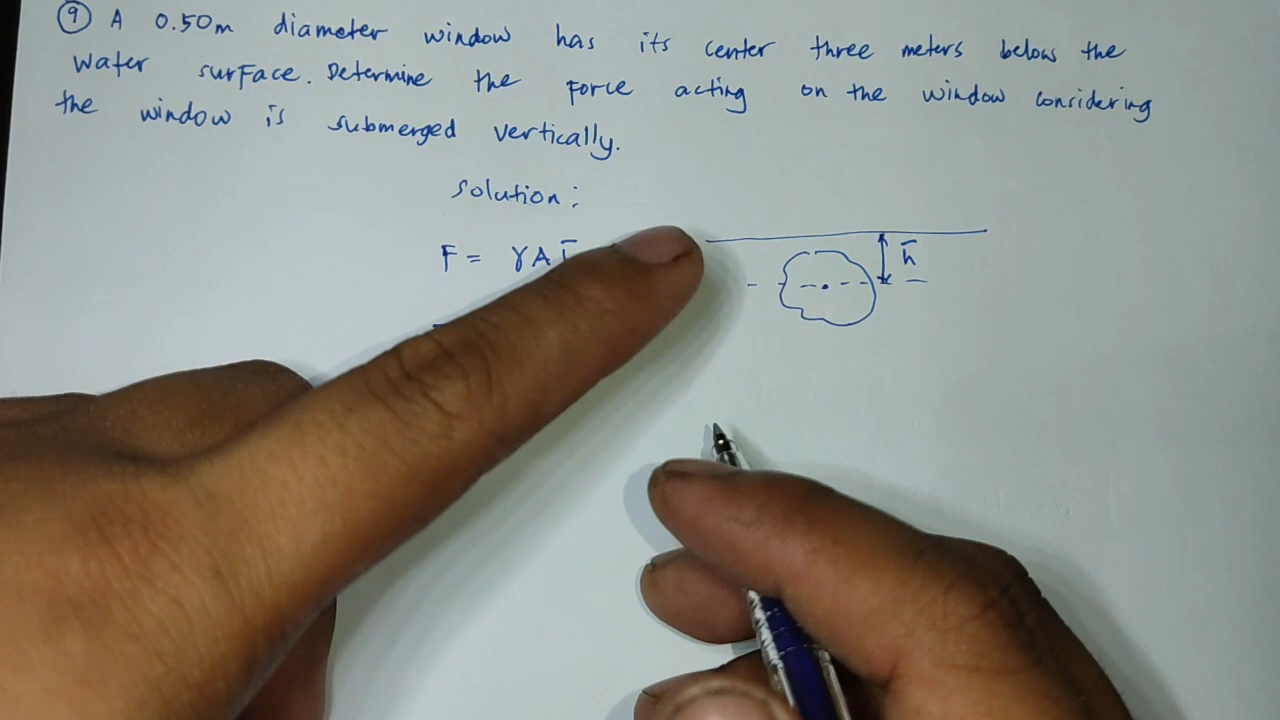 ⑨ A 0.50m diameter window has its center three meters below the
water surface. Determine the force acting on the window considering
the window is submerged vertically.
Solution:
F = γA
h̄